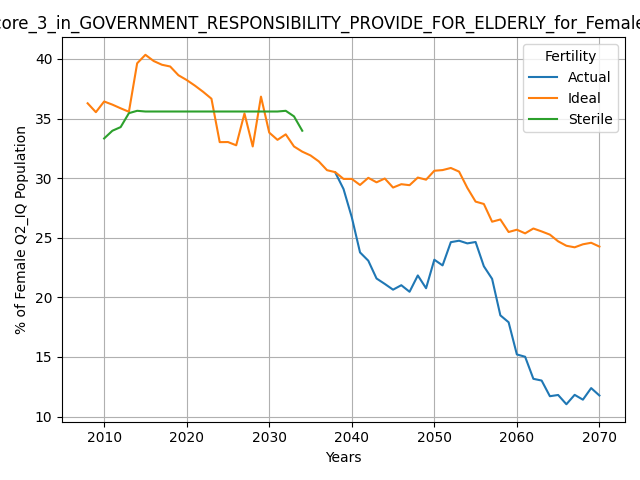 core_3_in_GOVERNMENT_RESPONSIBILITY_PROVIDE_FOR_ELDERLY_for_Female
Fertility
Actual
Ideal
Sterile
% of Female Q2_IQ Population
40
35
30
25
20
15
10
2010 2020 2030 2040 2050 2060 2070
Years